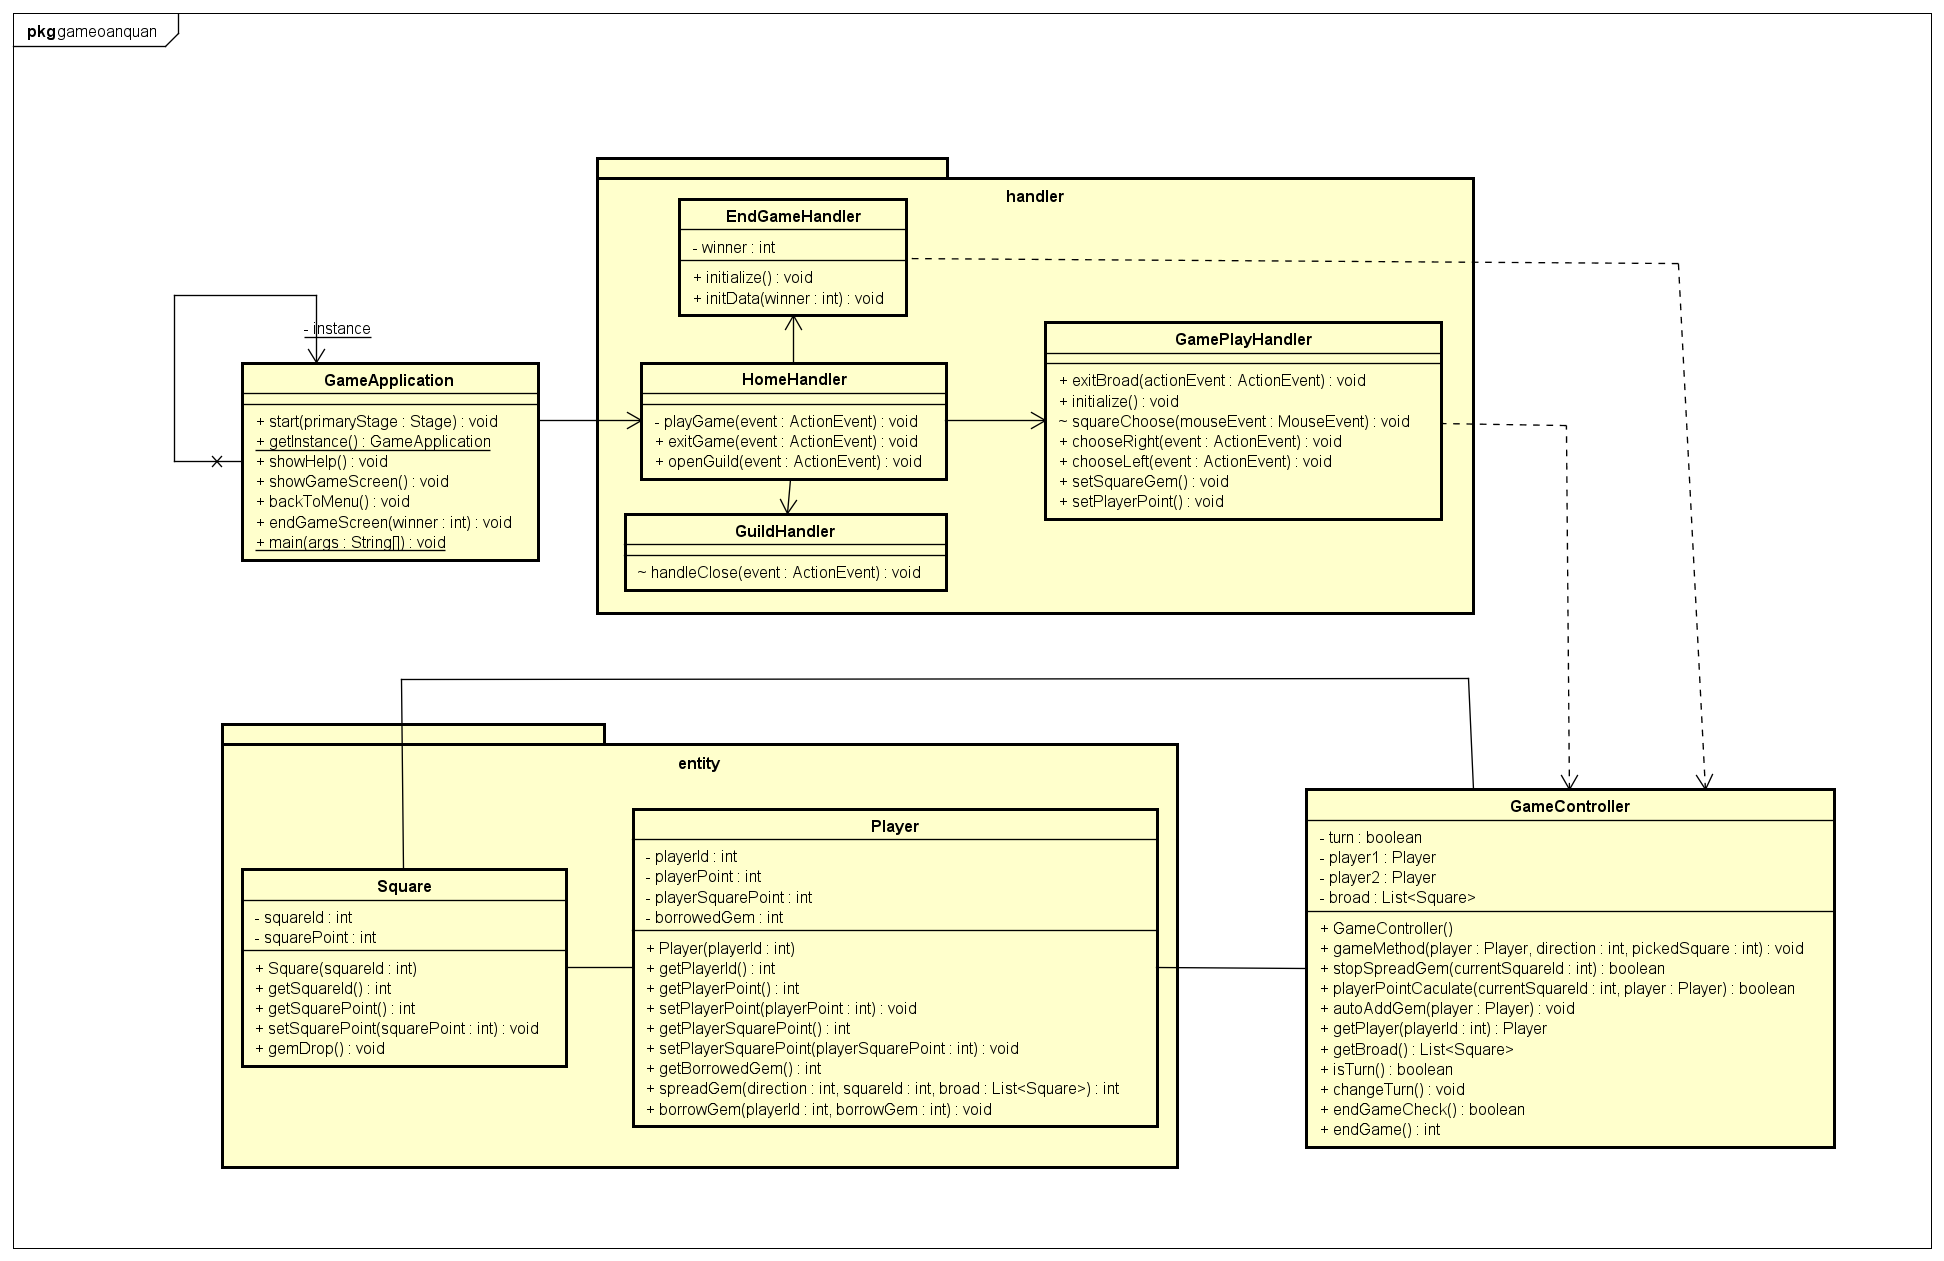 pkg gameoanquan
handler
EndGameHandler
- winner : int
+ initialize() : void
+ initData(winner : int) : void
- instance
GameApplication
+ start(primaryStage : Stage) : void
+ getInstance() : GameApplication
+ showHelp() : void
+ showGameScreen() : void
+ backToMenu() : void
+ endGameScreen(winner : int) : void
+ main(args : String[]) : void
HomeHandler
- playGame(event : ActionEvent) : void
+ exitGame(event : ActionEvent) : void
+ openGuild(event : ActionEvent) : void
GamePlayHandler
+ exitBroad(actionEvent : ActionEvent) : void
+ initialize() : void
~ squareChoose(mouseEvent : MouseEvent) : void
+ chooseRight(event : ActionEvent) : void
+ chooseLeft(event : ActionEvent) : void
+ setSquareGem() : void
+ setPlayerPoint() : void
GuildHandler
~ handleClose(event : ActionEvent) : void
entity
Square
- squareId : int
- squarePoint : int
+ Square(squareId : int)
+ getSquareId() : int
+ getSquarePoint() : int
+ setSquarePoint(squarePoint : int) : void
+ gemDrop() : void
Player
- playerId : int
- playerPoint : int
- playerSquarePoint : int
- borrowedGem : int
+ Player(playerId : int)
+ getPlayerId() : int
+ getPlayerPoint() : int
+ setPlayerPoint(playerPoint : int) : void
+ getPlayerSquarePoint() : int
+ setPlayerSquarePoint(playerSquarePoint : int) : void
+ getBorrowedGem() : int
+ spreadGem(direction : int, squareId : int, broad : List<Square>) : int
+ borrowGem(playerId : int, borrowGem : int) : void
GameController
- turn : boolean
- player1 : Player
- player2 : Player
- broad : List<Square>
+ GameController()
+ gameMethod(player : Player, direction : int, pickedSquare : int) : void
+ stopSpreadGem(currentSquareId : int) : boolean
+ playerPointCaculate(currentSquareId : int, player : Player) : boolean
+ autoAddGem(player : Player) : void
+ getPlayer(playerId : int) : Player
+ getBroad() : List<Square>
+ isTurn() : boolean
+ changeTurn() : void
+ endGameCheck() : boolean
+ endGame() : int